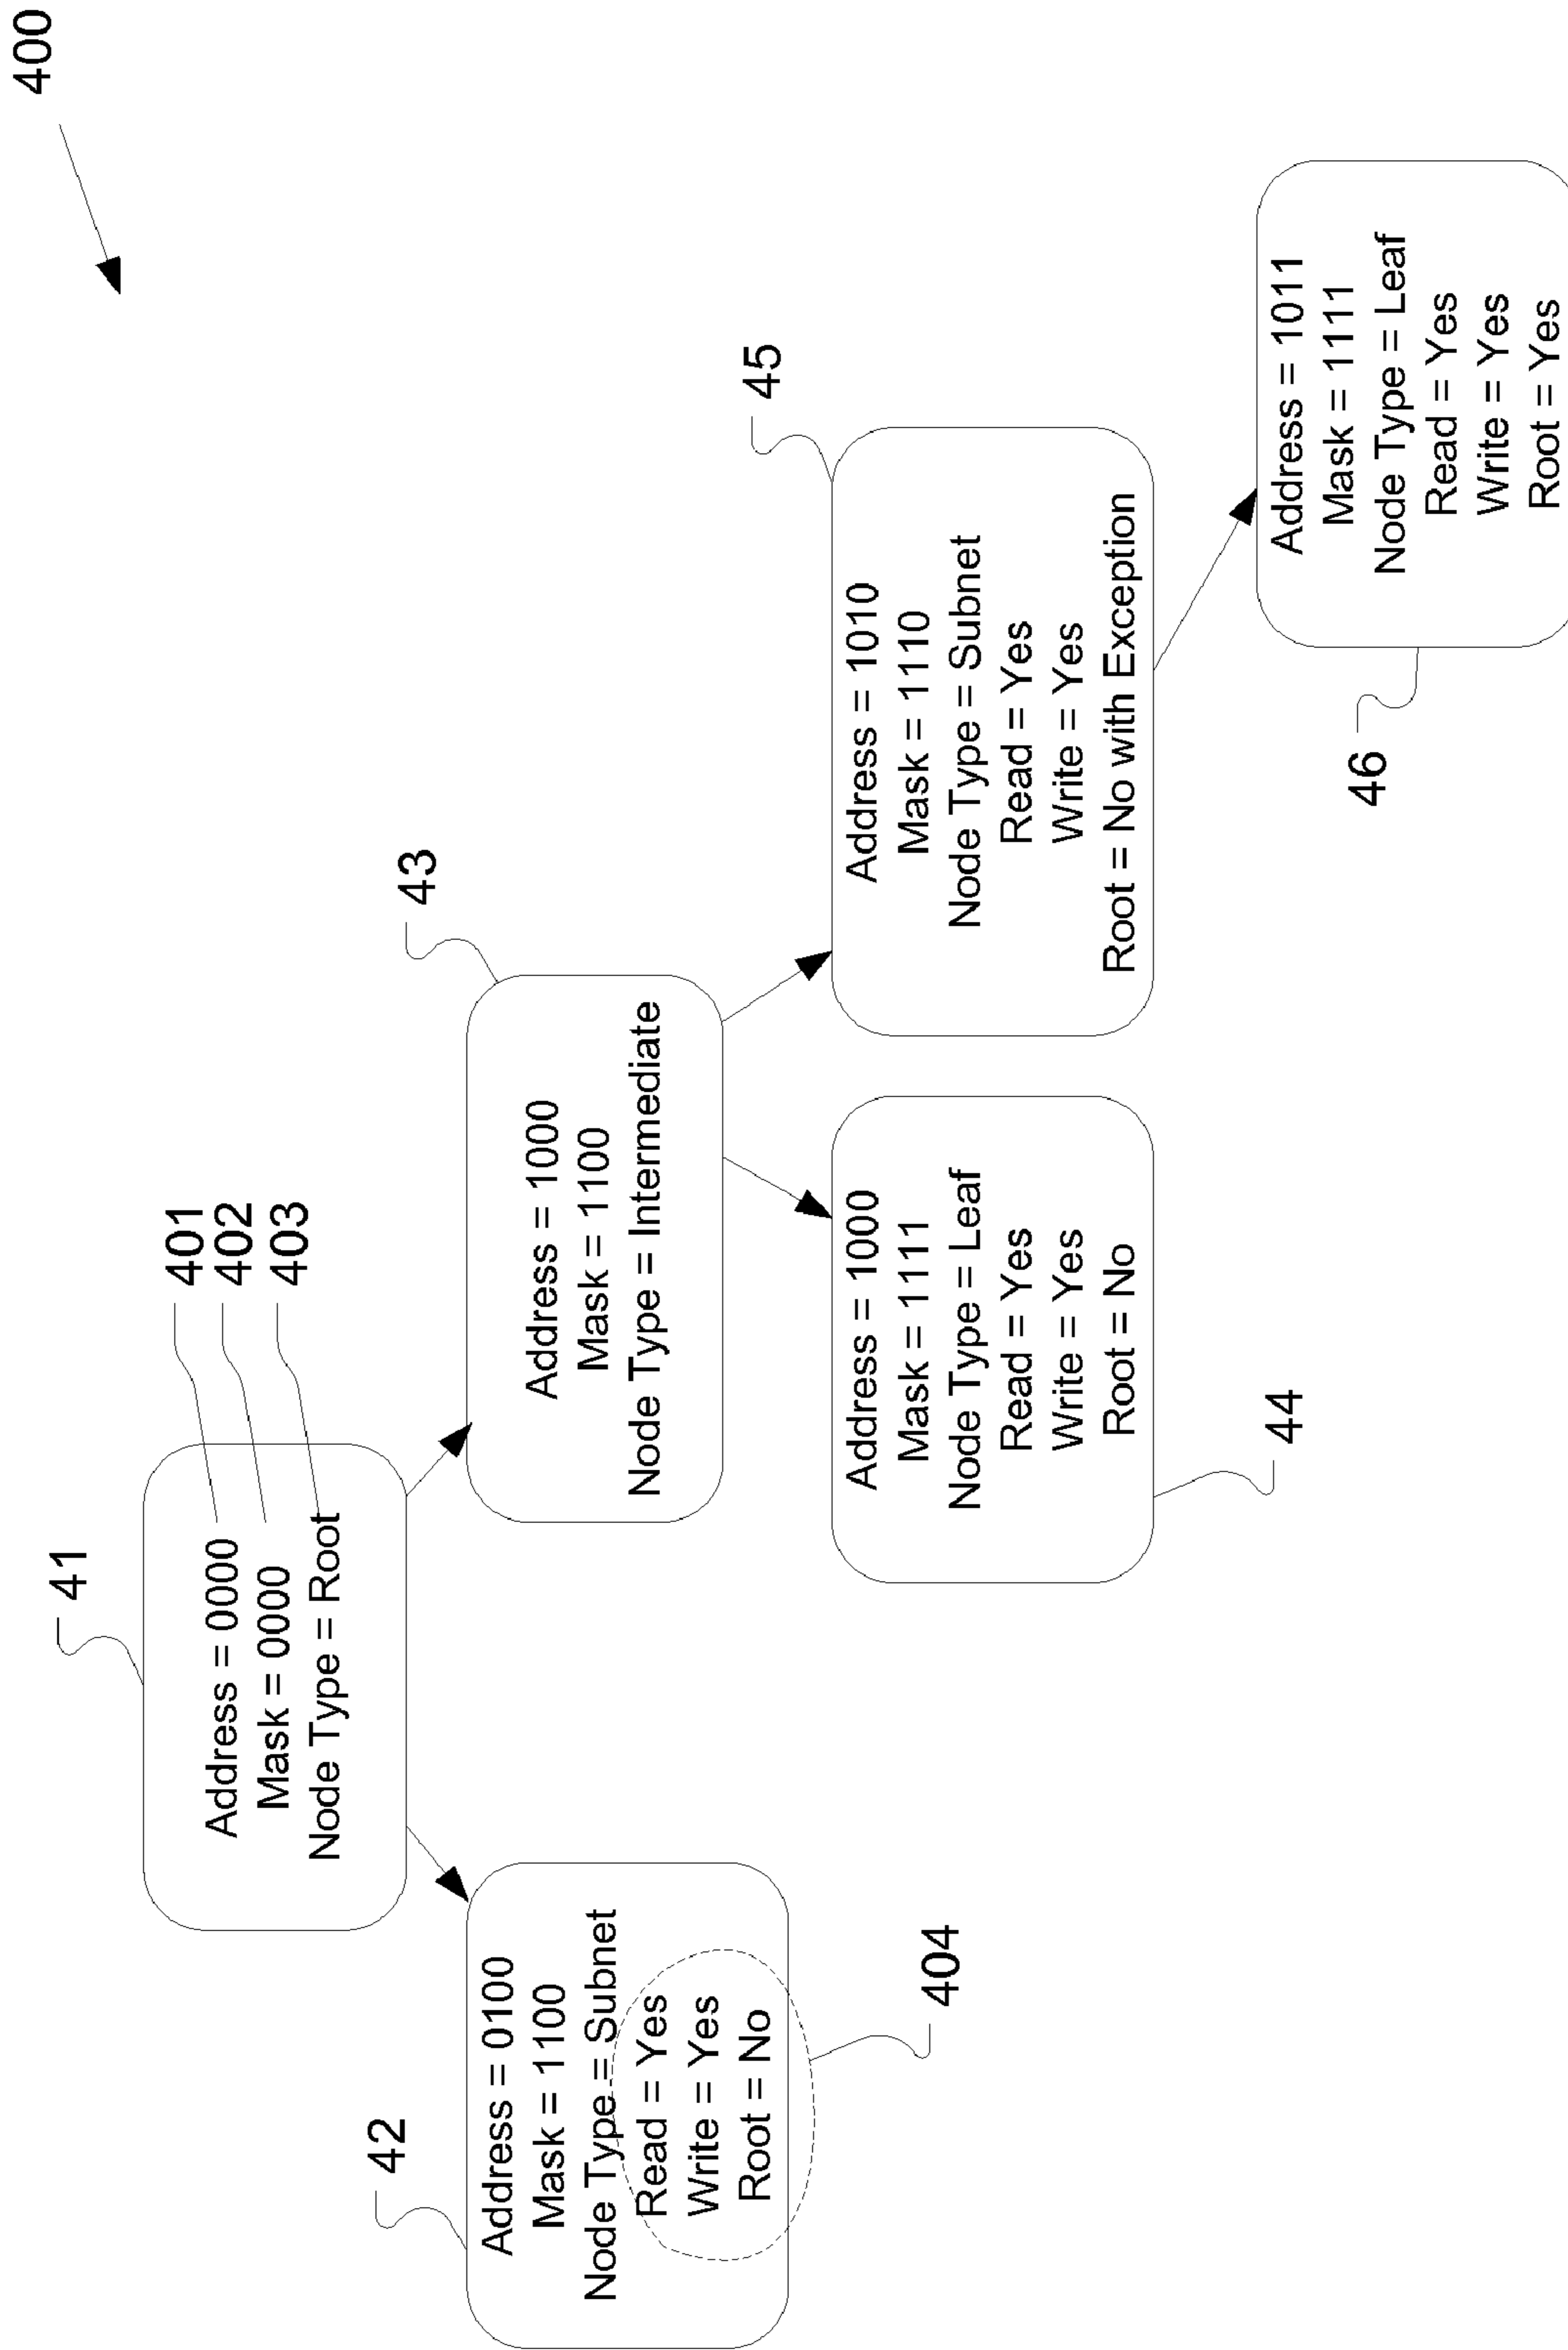 400
41
Address = 0000
Mask = 0000
Node Type = Root
401
402
403
42
Address = 0100
Mask = 1100
Node Type = Subnet
Read = Yes
Write = Yes
Root = No
404
43
Address = 1000
Mask = 1100
Node Type = Intermediate
Address = 1000
Mask = 1111
Node Type = Leaf
Read = Yes
Write = Yes
Root = No
44
45
Address = 1010
Mask = 1110
Node Type = Subnet
Read = Yes
Write = Yes
Root = No with Exception
46
Address = 1011
Mask = 1111
Node Type = Leaf
Read = Yes
Write = Yes
Root = Yes